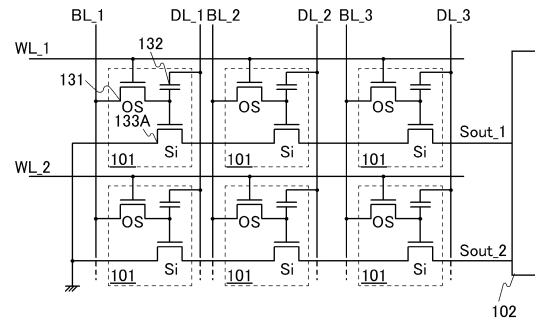 BL_1 DL_1 BL_2 DL_2 BL_3 DL_3
132
WL_1
131
OS OS OS
133A
Sout_1
Si Si Si
101 101 101
WL_2
OS OS OS
Sout_2
Si Si Si
101 101 101
102